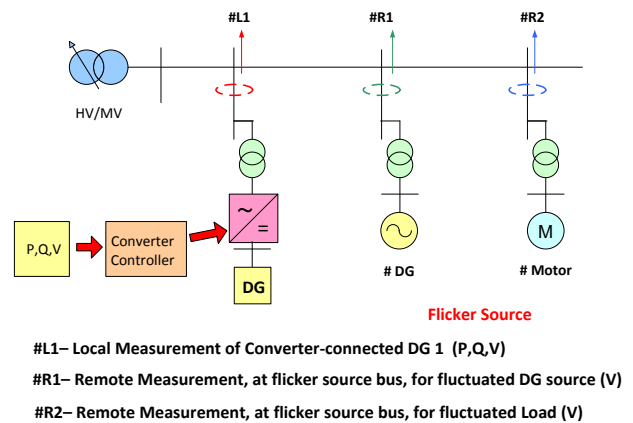 #L1
#R1
#R2
HV/MV
P,Q,V
Converter
Controller
~
=
DG
# DG
M
# Motor
Flicker Source
#L1– Local Measurement of Converter-connected DG 1 (P,Q,V)
#R1– Remote Measurement, at flicker source bus, for fluctuated DG source (V)
#R2– Remote Measurement, at flicker source bus, for fluctuated Load (V)